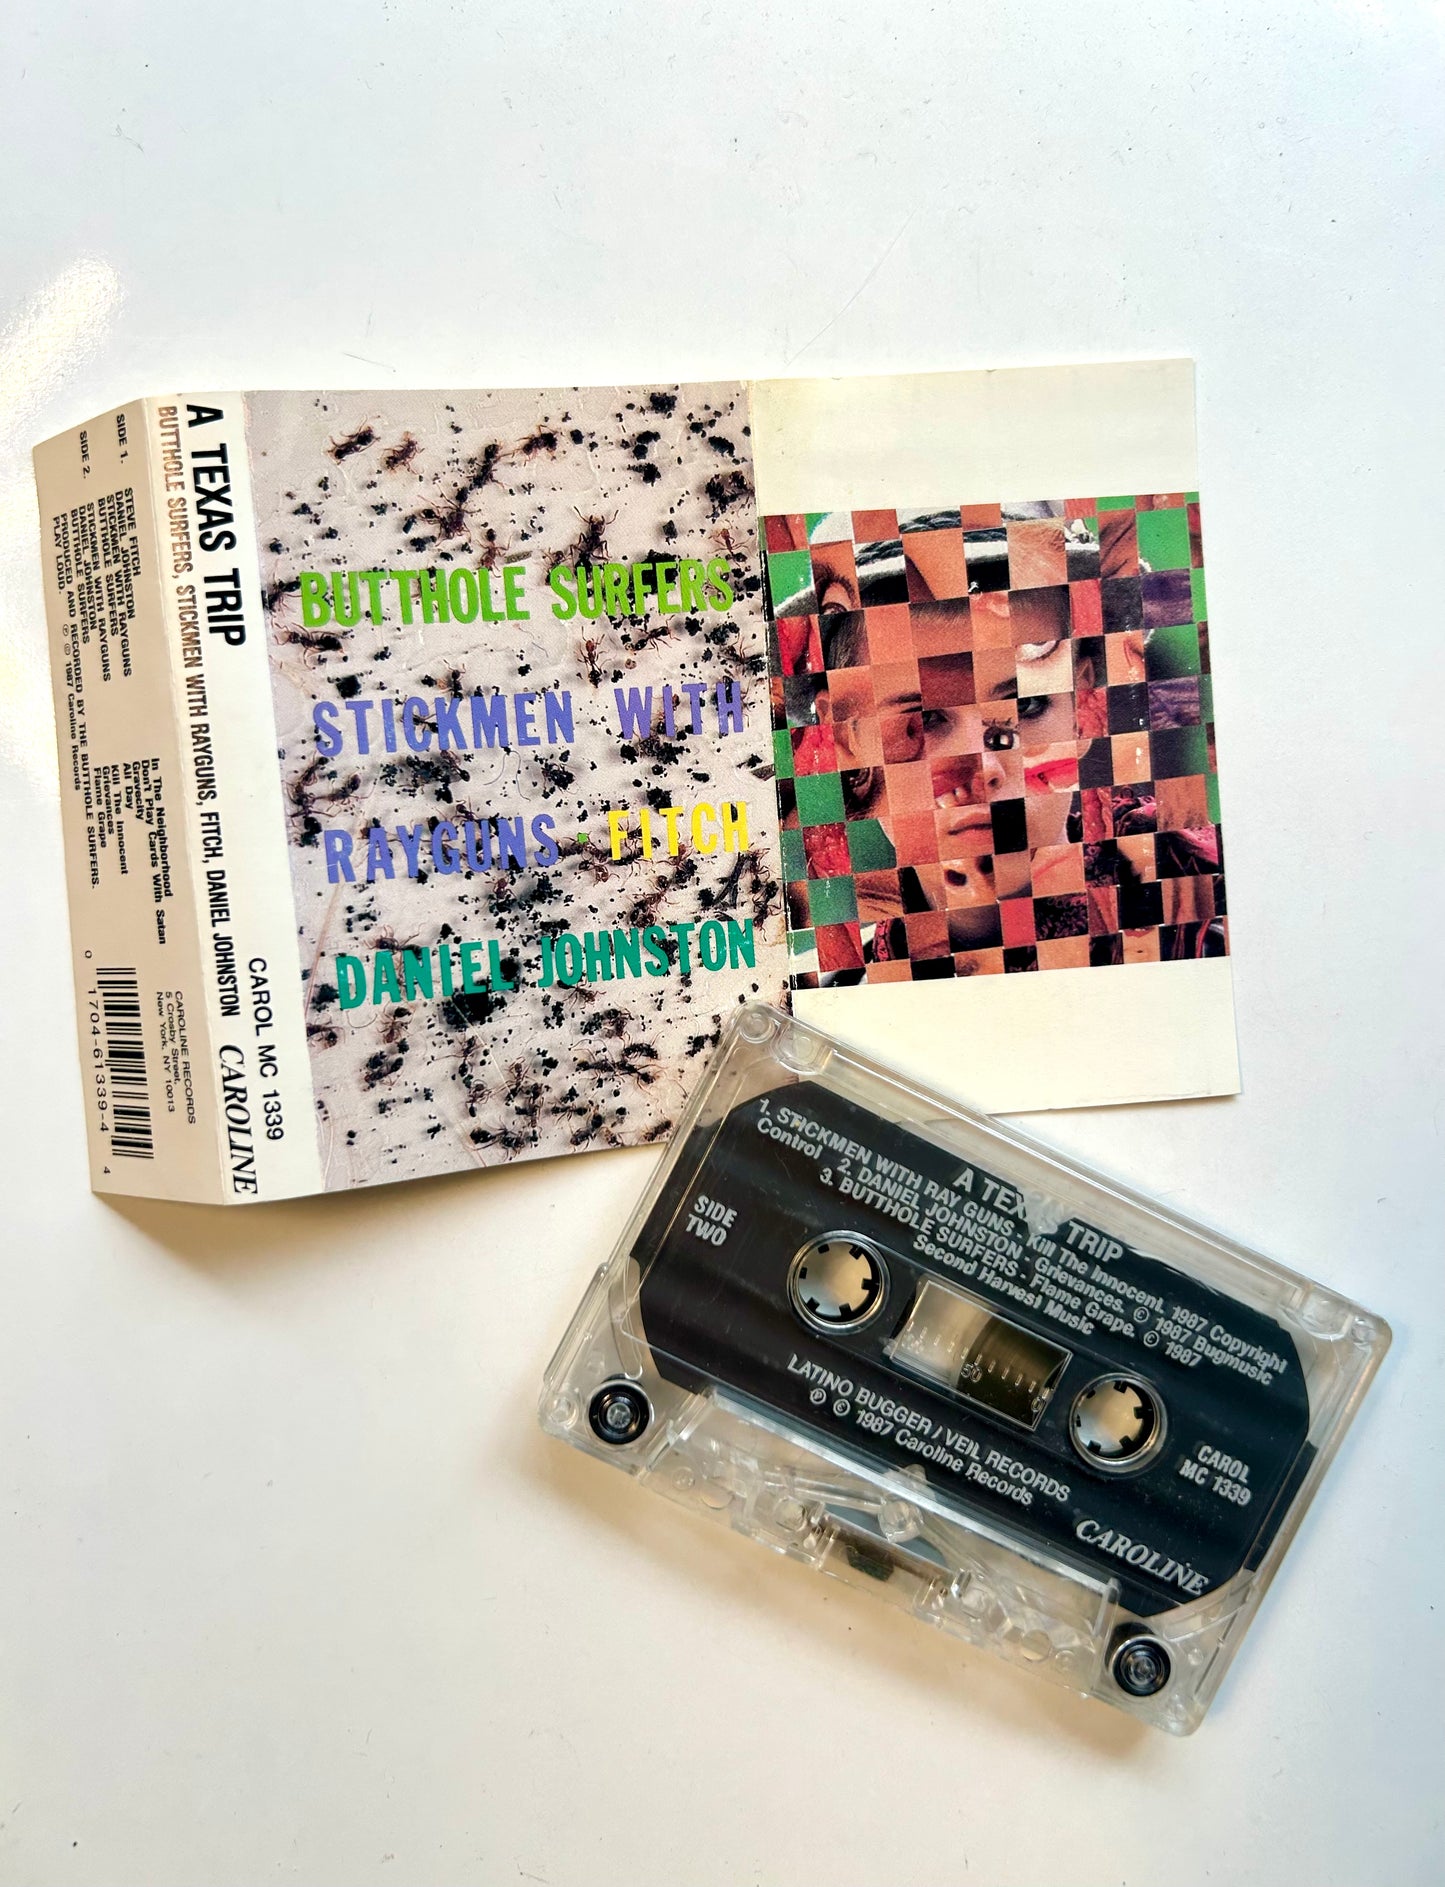 SIDE 1.
STEVE FITCH In The Neighborhood
DANIEL JOHNSTON Don't Play Cards With Satan
STICKMEN WITH RAYGUNS Gravecity
BUTTHOLE SURFERS All Day
SIDE 2.
STICKMEN WITH RAYGUNS Kill The Innocent
DANIEL JOHNSTON Grievances
BUTTHOLE SURFERS Flame Grape
PRODUCED AND RECORDED BY THE BUTTHOLE SURFERS.
PLAY LOUD. ℗ © 1987 Caroline Records
CAROLINE RECORDS
5 Crosby Street,
New York, NY 10013
0 1704-61339-4 4
A TEXAS TRIP CAROL MC 1339
BUTTHOLE SURFERS, STICKMEN WITH RAYGUNS, FITCH, DANIEL JOHNSTON CAROLINE
BUTTHOLE SURFERS
STICKMEN WITH
RAYGUNS · FITCH
DANIEL JOHNSTON
A TEXAS TRIP
1. STICKMEN WITH RAY GUNS - Kill The Innocent. 1987 Copyright
Control 2. DANIEL JOHNSTON - Grievances. © 1987 Bugmusic
3. BUTTHOLE SURFERS - Flame Grape. © 1987
Second Harvest Music
SIDE
TWO
50 0
LATINO BUGGER / VEIL RECORDS
℗ © 1987 Caroline Records
CAROL
MC 1339
CAROLINE